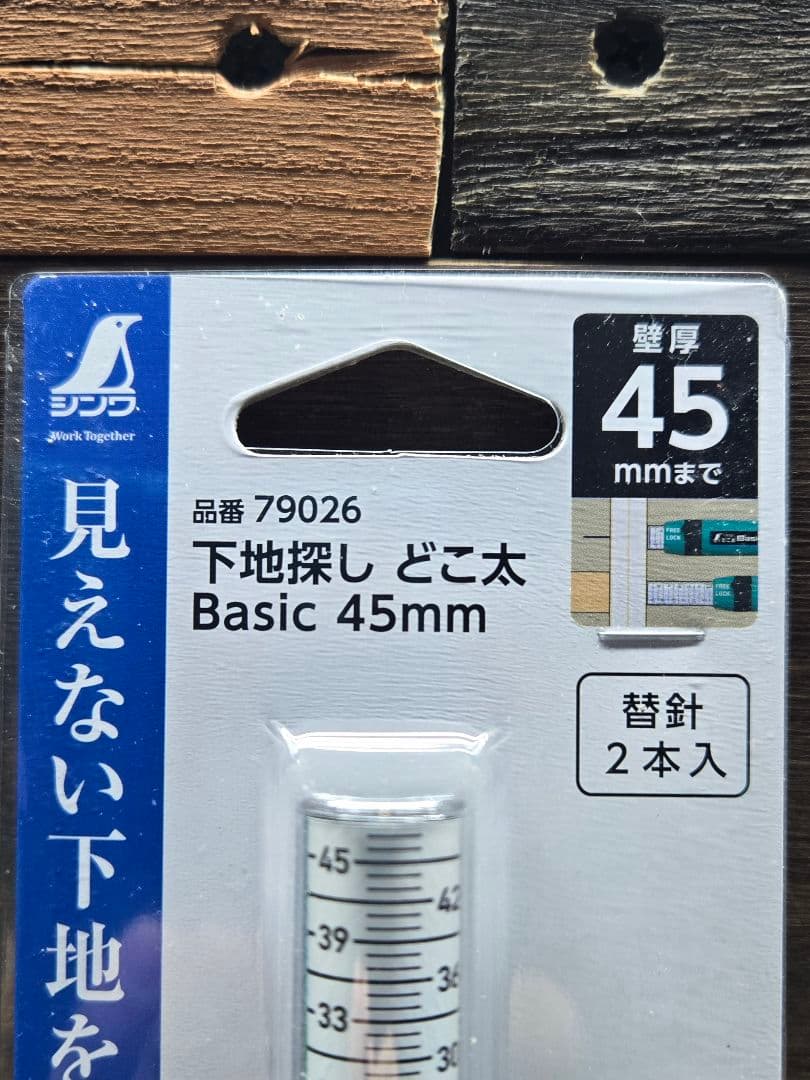 シンワ
Work Together
見えない下地を
品番 79026
下地探し どこ太
Basic 45mm
壁厚
45
mmまで
FREE
LOCK
Basic
FREE
LOCK
替針
2本入
45
42
39
36
33
30